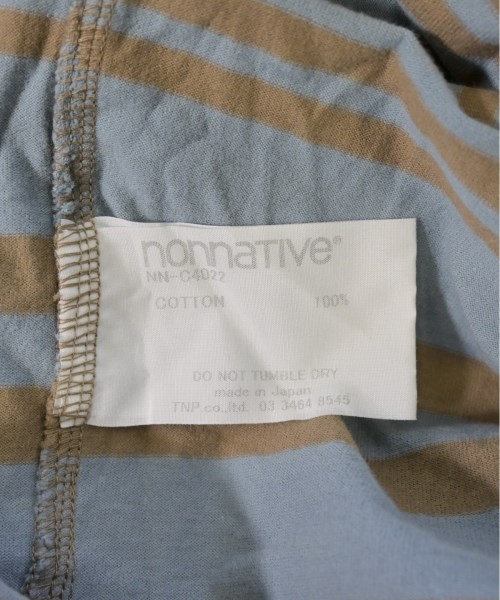 nonnative®
NN-C4022
COTTON 100%
DO NOT TUMBLE DRY
made in Japan
TNP.co,.ltd. 03 3464 8545